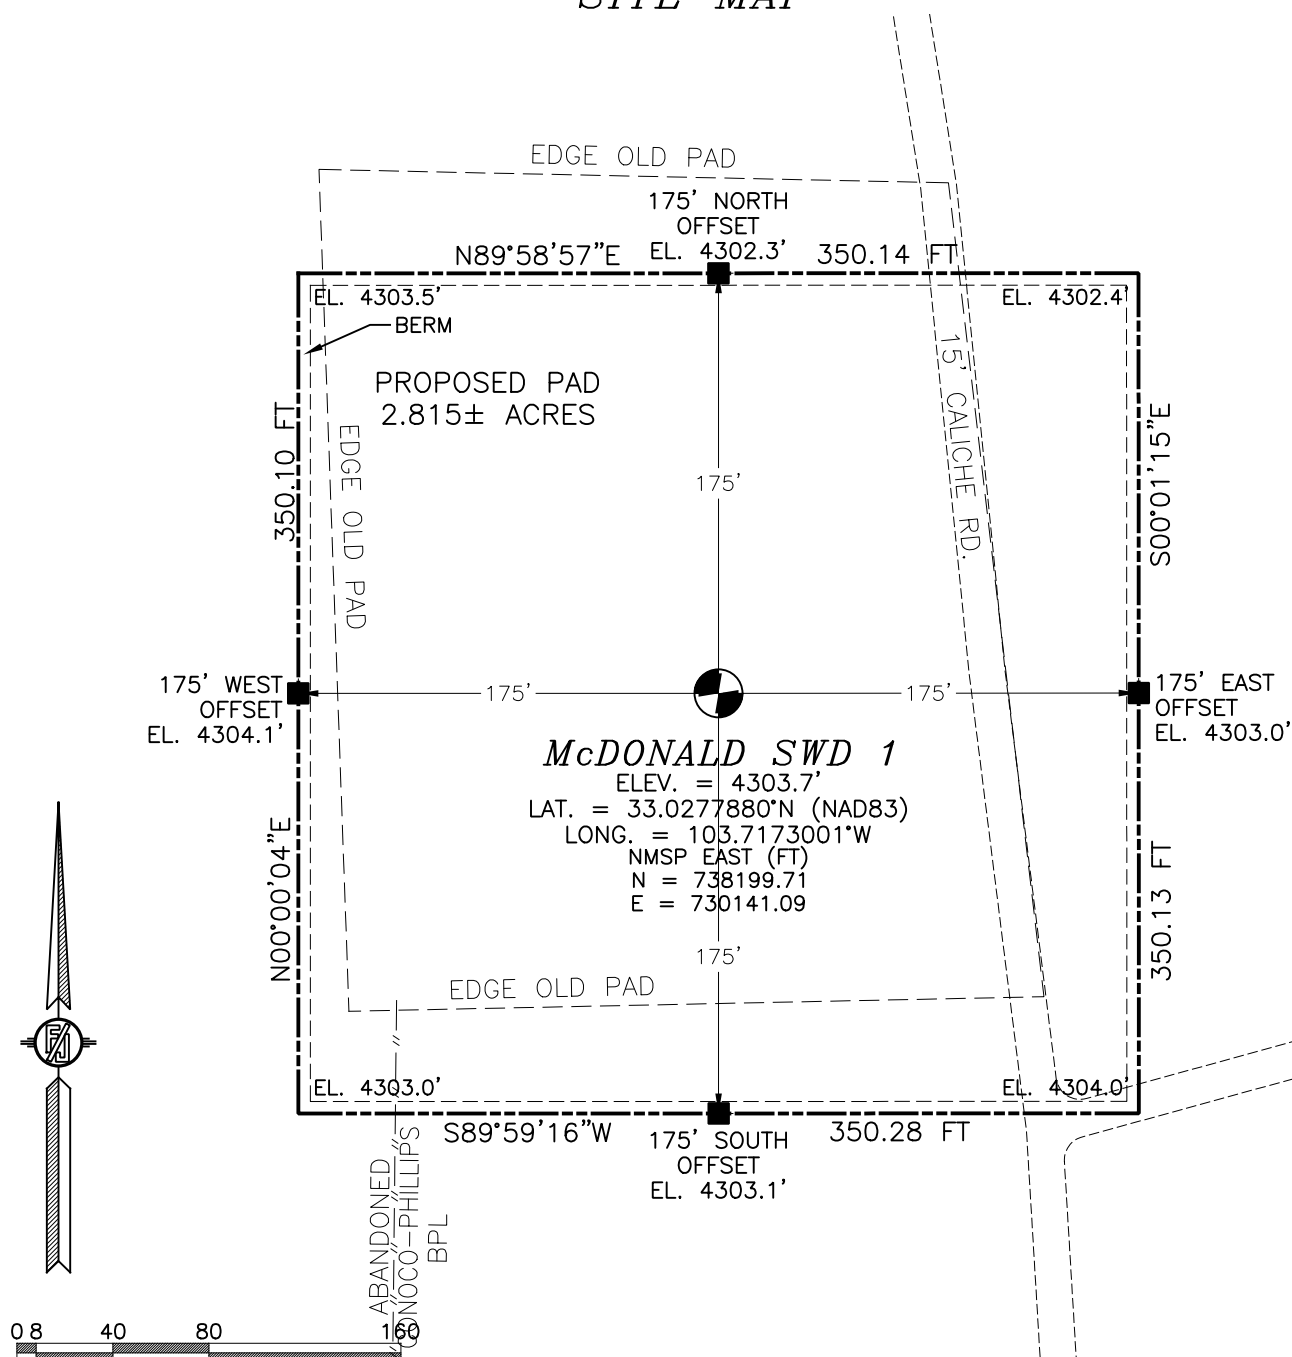 SITE MAP
EDGE OLD PAD
175' NORTH
OFFSET
EL. 4302.3'
N89°58'57"E
350.14 FT
EL. 4303.5'
EL. 4302.4'
BERM
15' CALICHE RD.
PROPOSED PAD
2.815± ACRES
350.10 FT
EDGE OLD PAD
S00°01'15"E
175'
175' WEST
OFFSET
EL. 4304.1'
175'
175'
175' EAST
OFFSET
EL. 4303.0'
McDONALD SWD 1
ELEV. = 4303.7'
LAT. = 33.0277880°N (NAD83)
LONG. = 103.7173001°W
NMSP EAST (FT)
N = 738199.71
E = 730141.09
N00°00'04"E
350.13 FT
175'
EDGE OLD PAD
EL. 4303.0'
EL. 4304.0'
S89°59'16"W
350.28 FT
175' SOUTH
OFFSET
EL. 4303.1'
ABANDONED
CONOCO-PHILLIPS
BPL
0 8 40 80 160